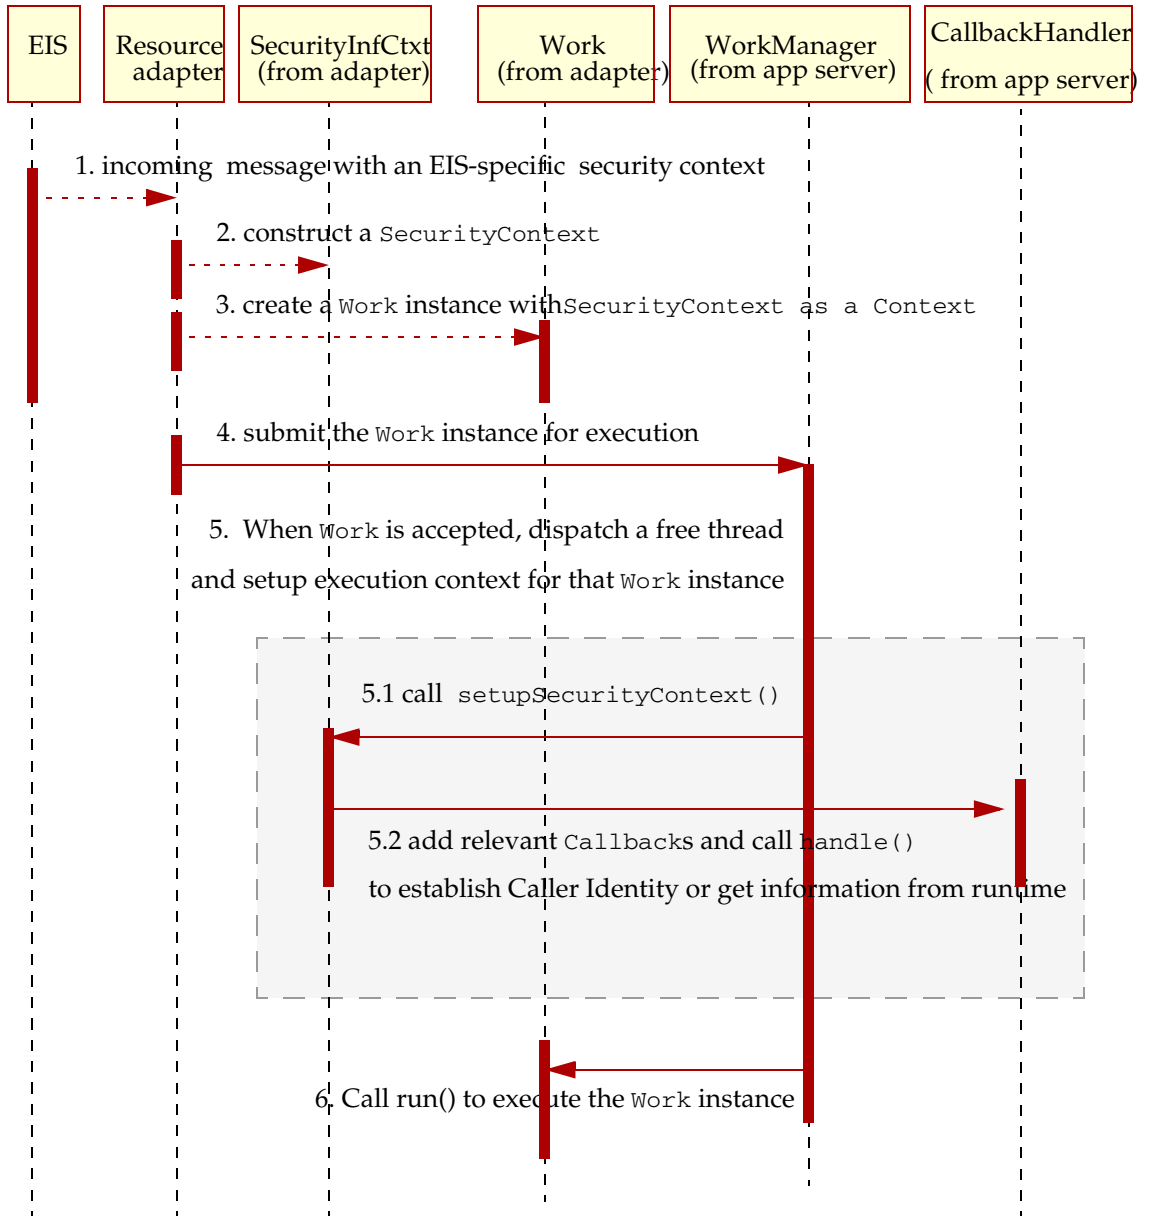 EIS
Resource
adapter
SecurityInfCtxt
(from adapter)
Work
(from adapter)
WorkManager
(from app server)
CallbackHandler
( from app server)
1. incoming  message with an EIS-specific  security context
2. construct a SecurityContext
3. create a Work instance withSecurityContext as a Context
4. submit the Work instance for execution
5.  When Work is accepted, dispatch a free thread
and setup execution context for that Work instance
5.1 call  setupSecurityContext()
5.2 add relevant Callbacks and call handle()
to establish Caller Identity or get information from runtime
6. Call run() to execute the Work instance